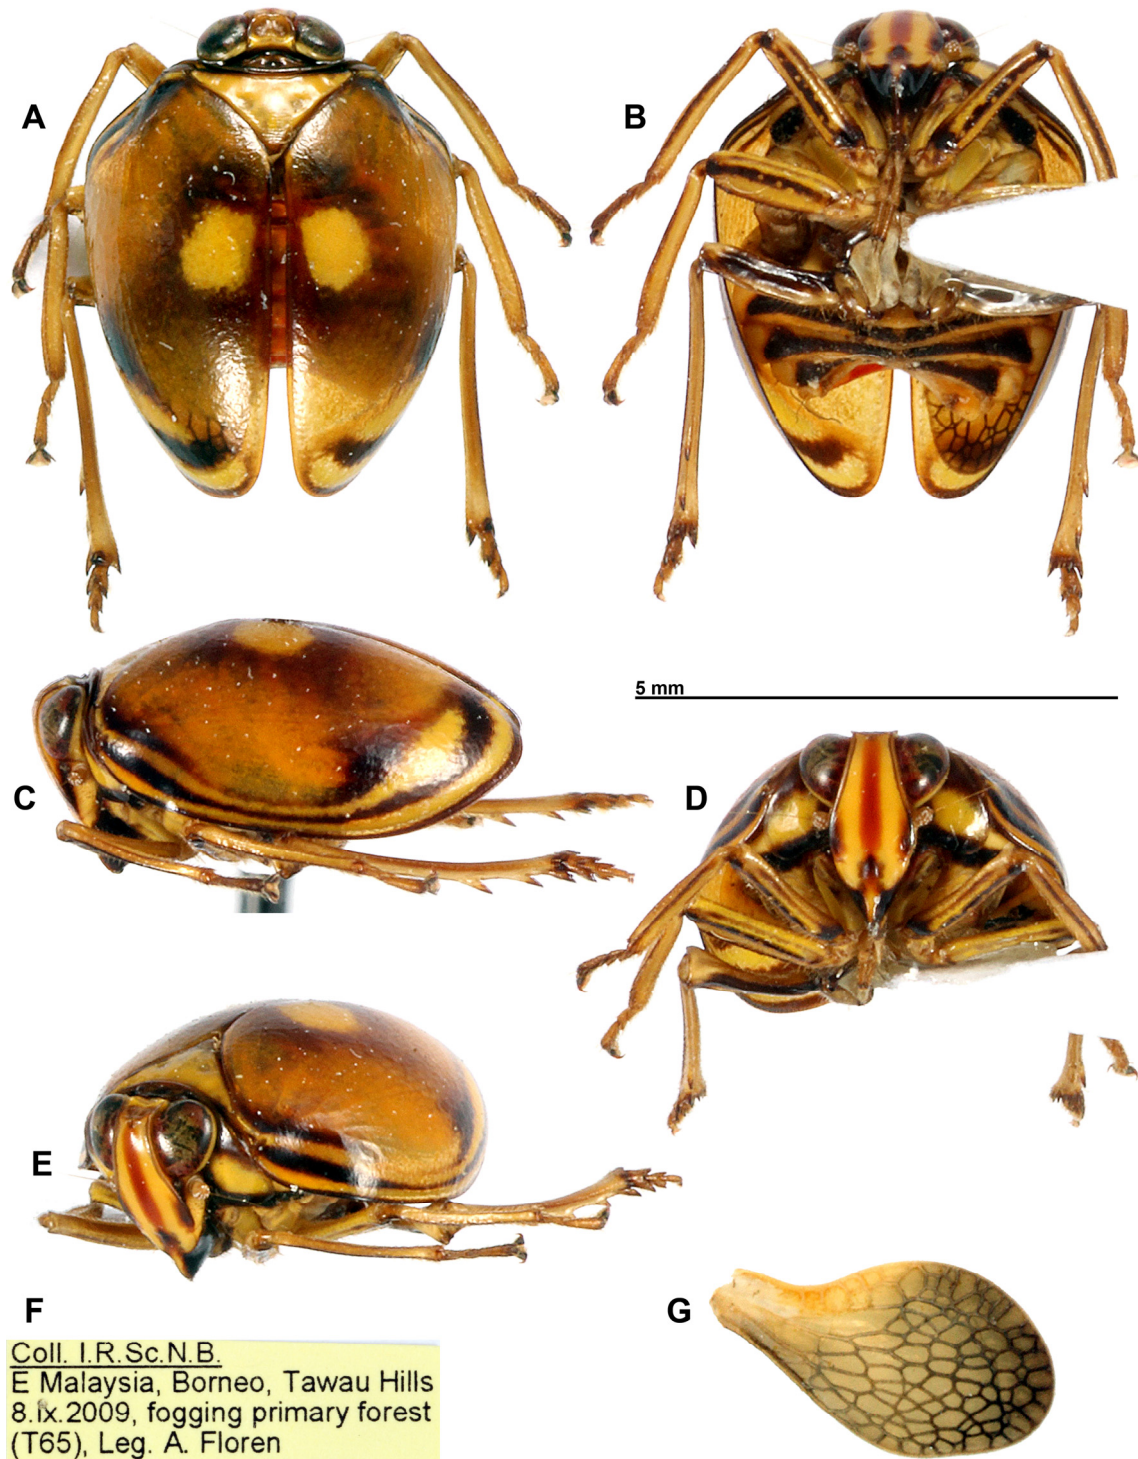 A
B
5 mm
C
D
E
F
G
Coll. I.R.Sc.N.B.
E Malaysia, Borneo, Tawau Hills
8.ix.2009, fogging primary forest
(T65), Leg. A. Floren